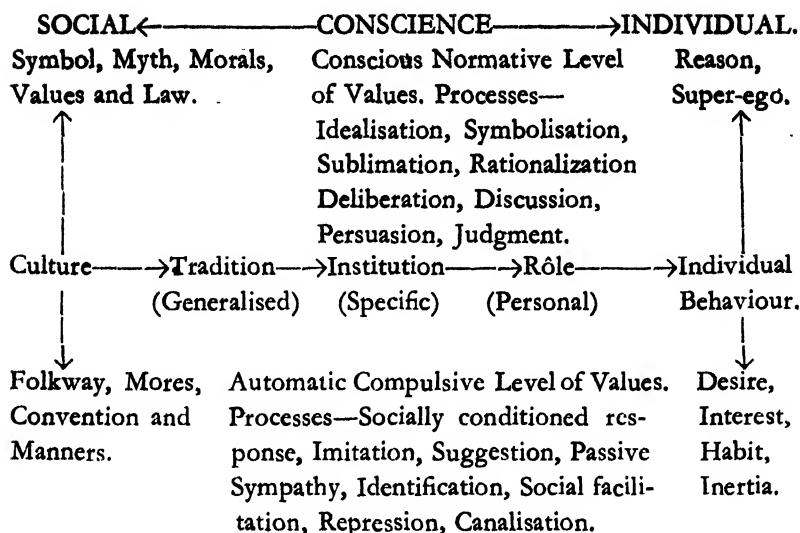 SOCIAL←——CONSCIENCE——→INDIVIDUAL.
Symbol, Myth, Morals, Conscious Normative Level Reason,
Values and Law. of Values. Processes— Super-ego.
Idealisation, Symbolisation,
Sublimation, Rationalization
Deliberation, Discussion,
Persuasion, Judgment.
Culture——→Tradition——→Institution——→Rôle——→Individual
(Generalised) (Specific) (Personal) Behaviour.
Folkway, Mores, Automatic Compulsive Level of Values. Desire,
Convention and Processes—Socially conditioned res- Interest,
Manners. ponse, Imitation, Suggestion, Passive Habit,
Sympathy, Identification, Social facili- Inertia.
tation, Repression, Canalisation.